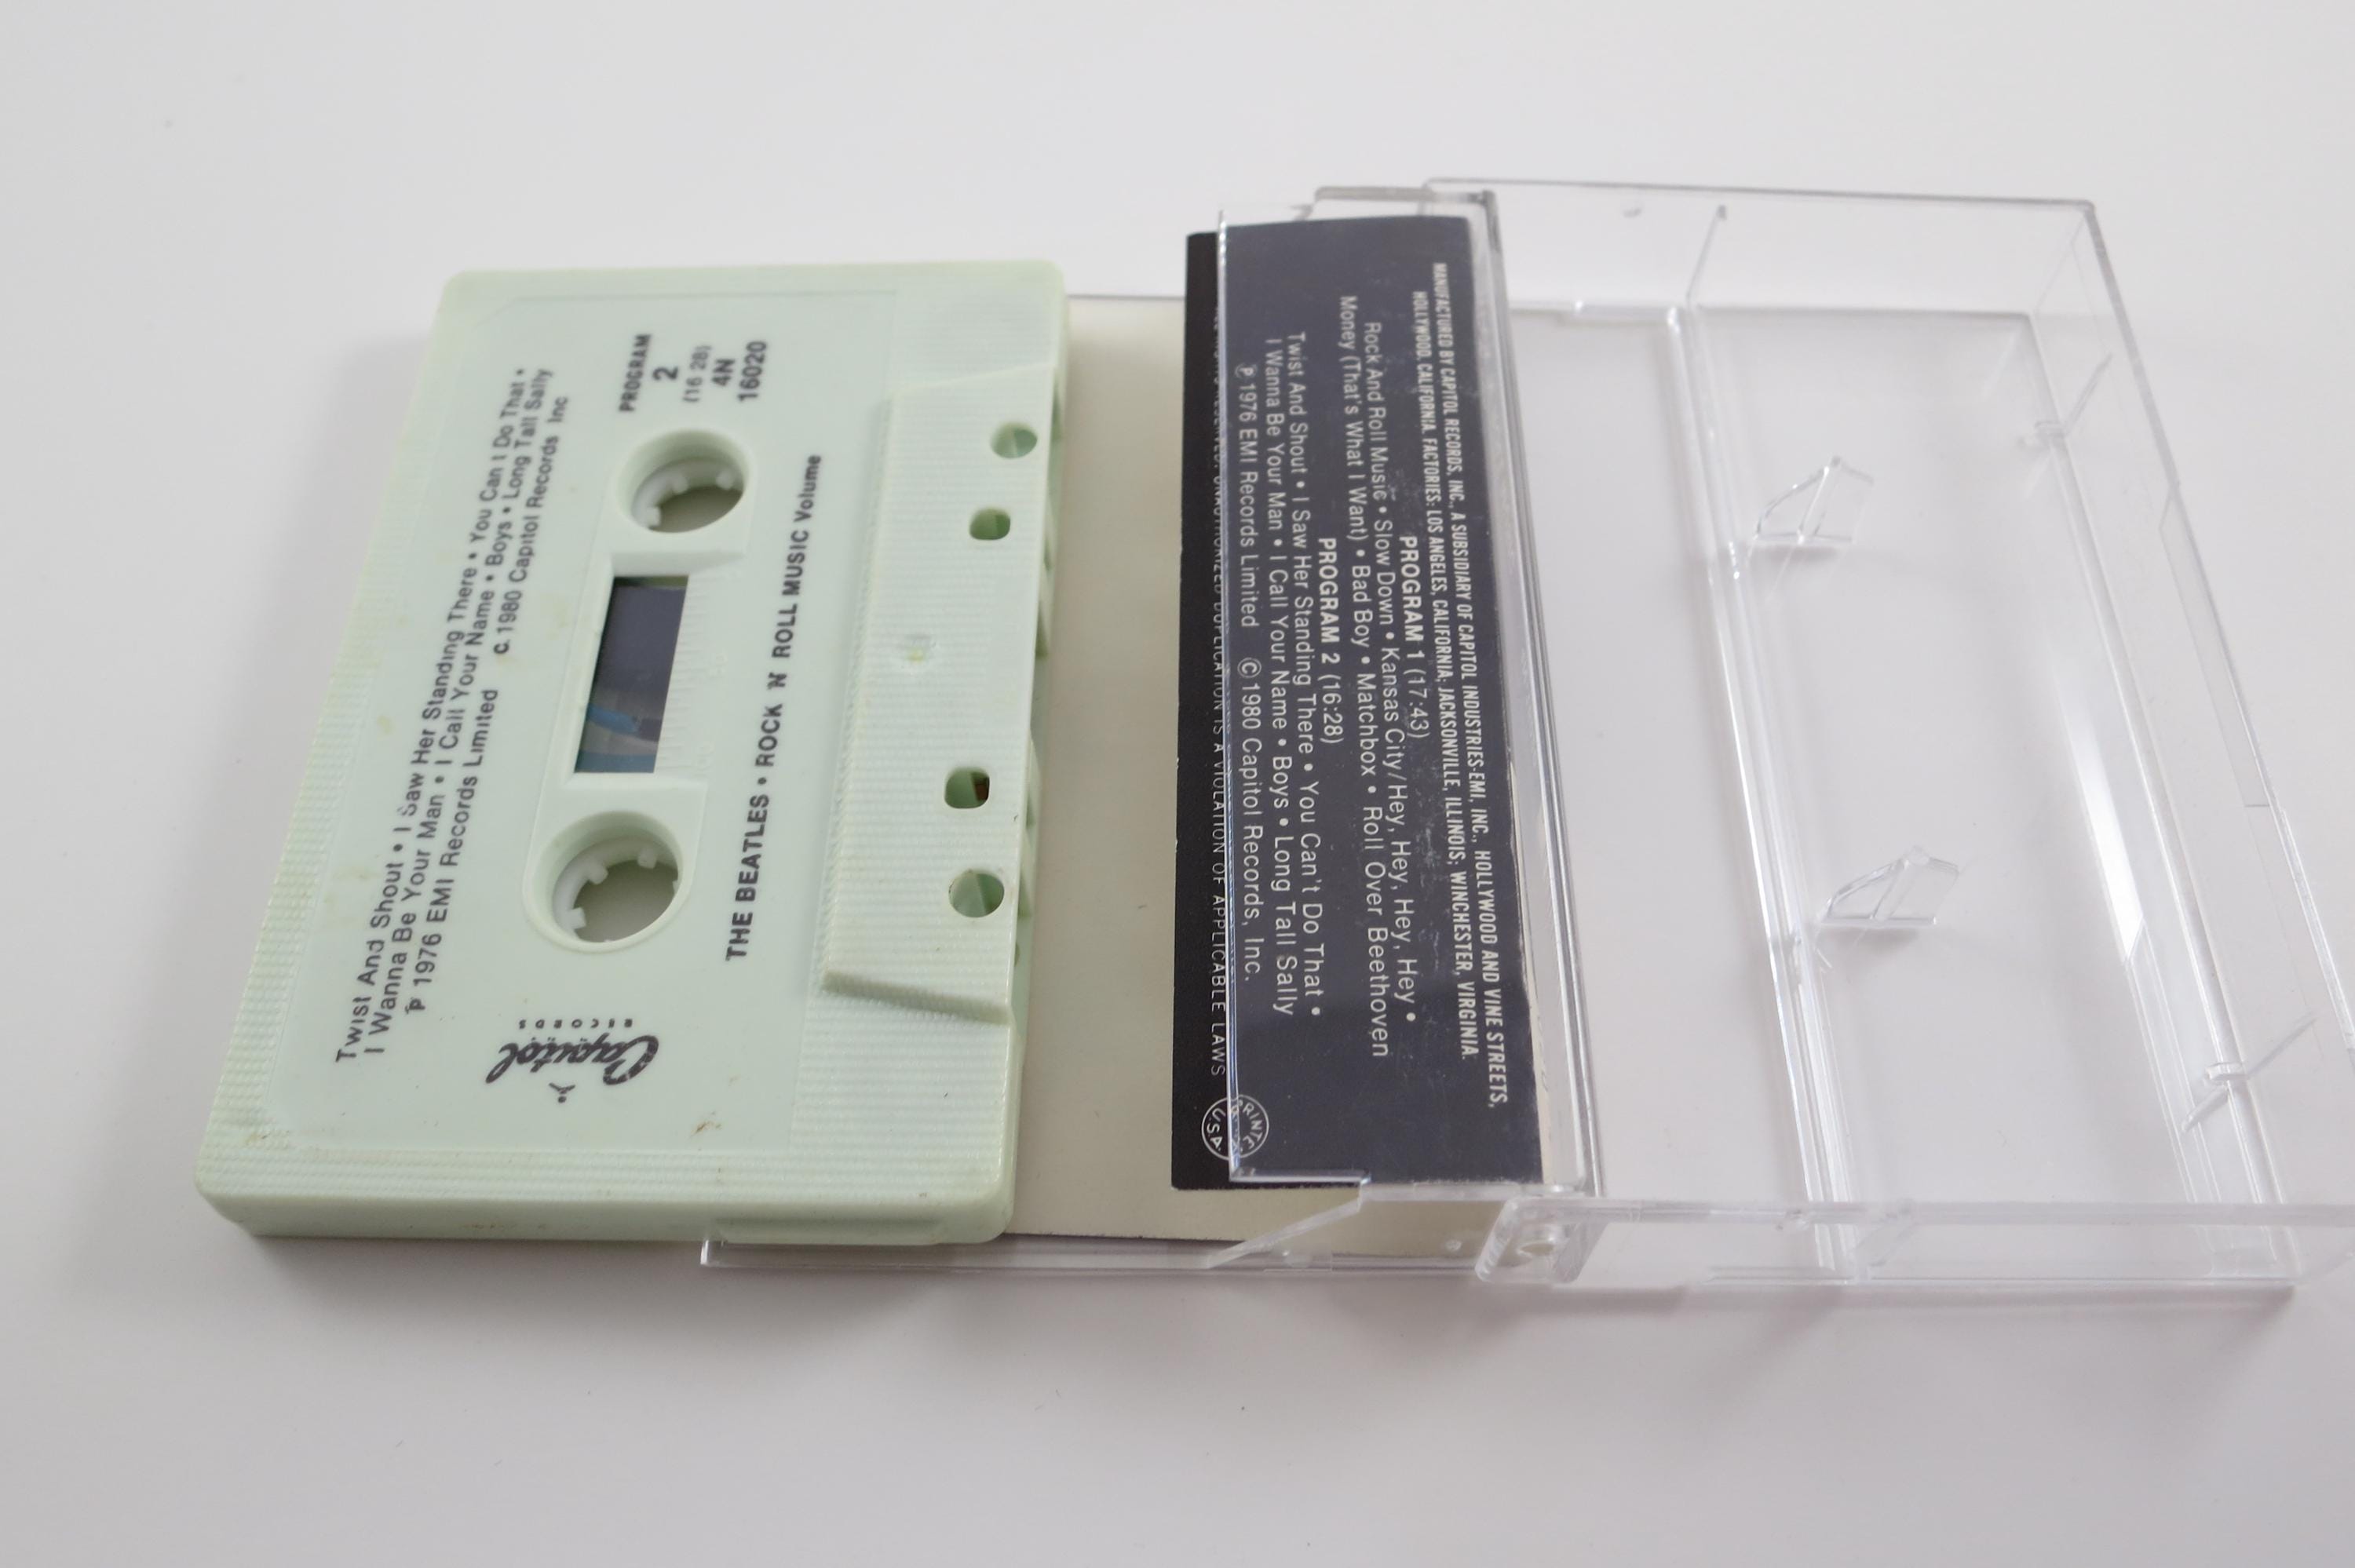 Twist And Shout • I Saw Her Standing There • You Can I Do That •
I Wanna Be Your Man • I Call Your Name • Boys • Long Tall Sally
℗ 1976 EMI Records Limited C 1980 Capitol Records Inc
PROGRAM
2
(16 28)
4N
16020
Capitol
RECORDS
THE BEATLES • ROCK 'N' ROLL MUSIC Volume
MANUFACTURED BY CAPITOL RECORDS, INC., A SUBSIDIARY OF CAPITOL INDUSTRIES-EMI, INC., HOLLYWOOD AND VINE STREETS,
HOLLYWOOD, CALIFORNIA. FACTORIES: LOS ANGELES, CALIFORNIA; JACKSONVILLE, ILINOIS; WINCHESTER, VIRGINIA.
PROGRAM 1 (17:43)
Rock And Roll Music • Slow Down • Kansas City/Hey, Hey, Hey, Hey •
Money (That's What I Want) • Bad Boy • Matchbox • Roll Over Beethoven
PROGRAM 2 (16:28)
Twist And Shout • I Saw Her Standing There • You Can't Do That •
I Wanna Be Your Man • I Call Your Name • Boys • Long Tall Sally
℗ 1976 EMI Records Limited © 1980 Capitol Records, Inc.
UNAUTHORIZED DUPLICATION IS A VIOLATION OF APPLICABLE LAWS
U.S.A.